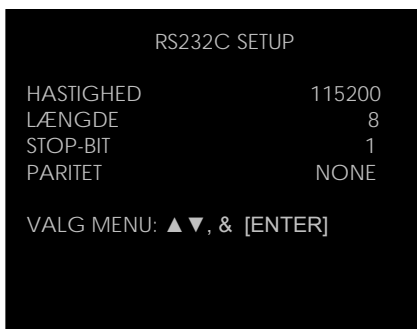 RS232C SETUP
HASTIGHED 115200
LÆNGDE 8
STOP-BIT 1
PARITET NONE
VALG MENU: ▲▼, & [ENTER]